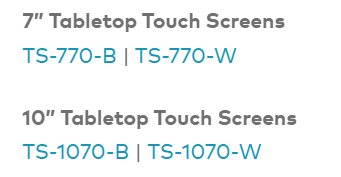 7″ Tabletop Touch Screens
TS-770-B | TS-770-W
10″ Tabletop Touch Screens
TS-1070-B | TS-1070-W